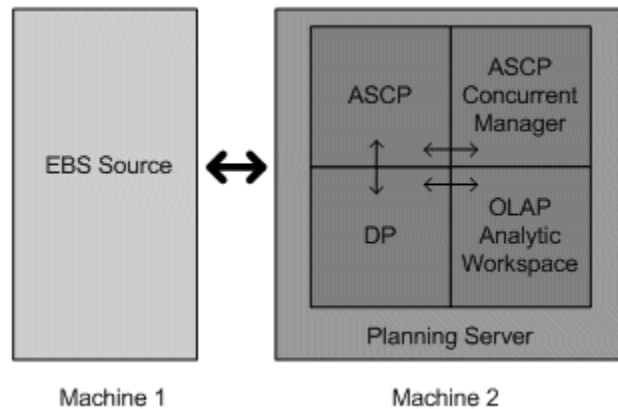 EBS Source
ASCP
ASCP
Concurrent
Manager
DP
OLAP
Analytic
Workspace
Planning Server
Machine 1
Machine 2